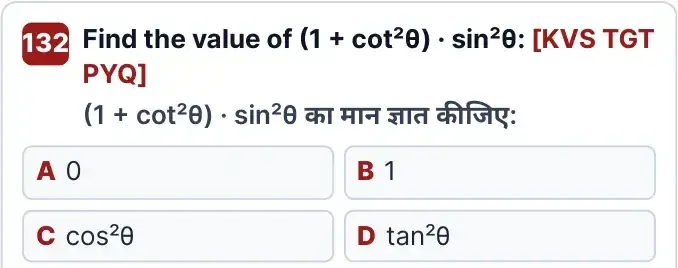 132 Find the value of (1 + cot²θ) · sin²θ: [KVS TGT
PYQ]
(1 + cot²θ) · sin²θ का मान ज्ञात कीजिए:
A 0
B 1
C cos²θ
D tan²θ